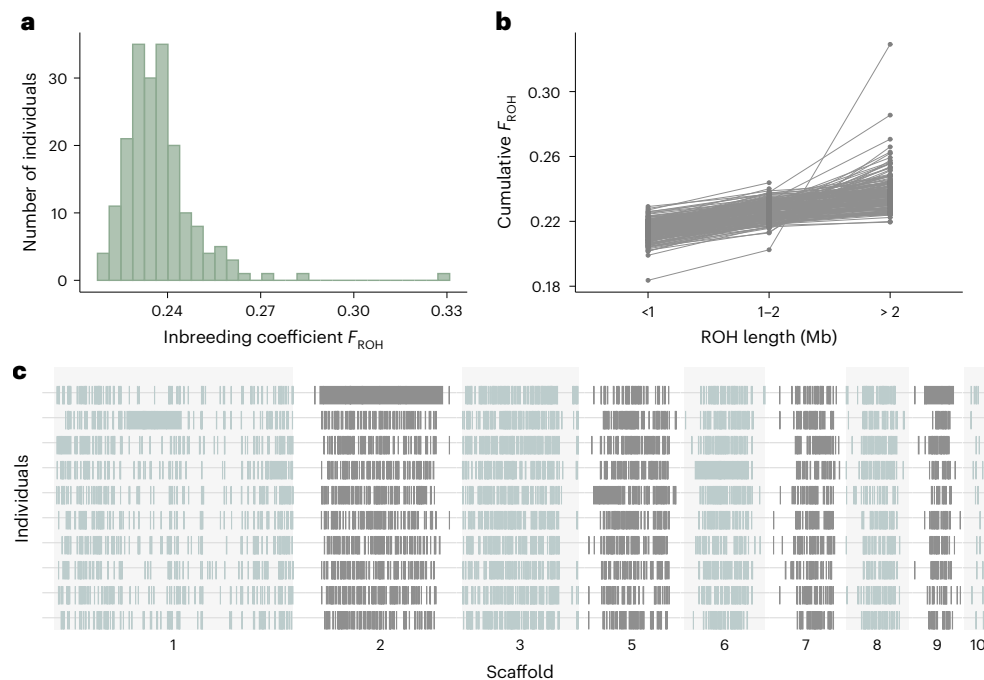 a
Number of individuals
30
20
10
0
0.24 0.27 0.30 0.33
Inbreeding coefficient FROH
b
Cumulative FROH
0.30
0.26
0.22
0.18
<1 1–2 > 2
ROH length (Mb)
c
Individuals
1 2 3 5 6 7 8 9 10
Scaffold